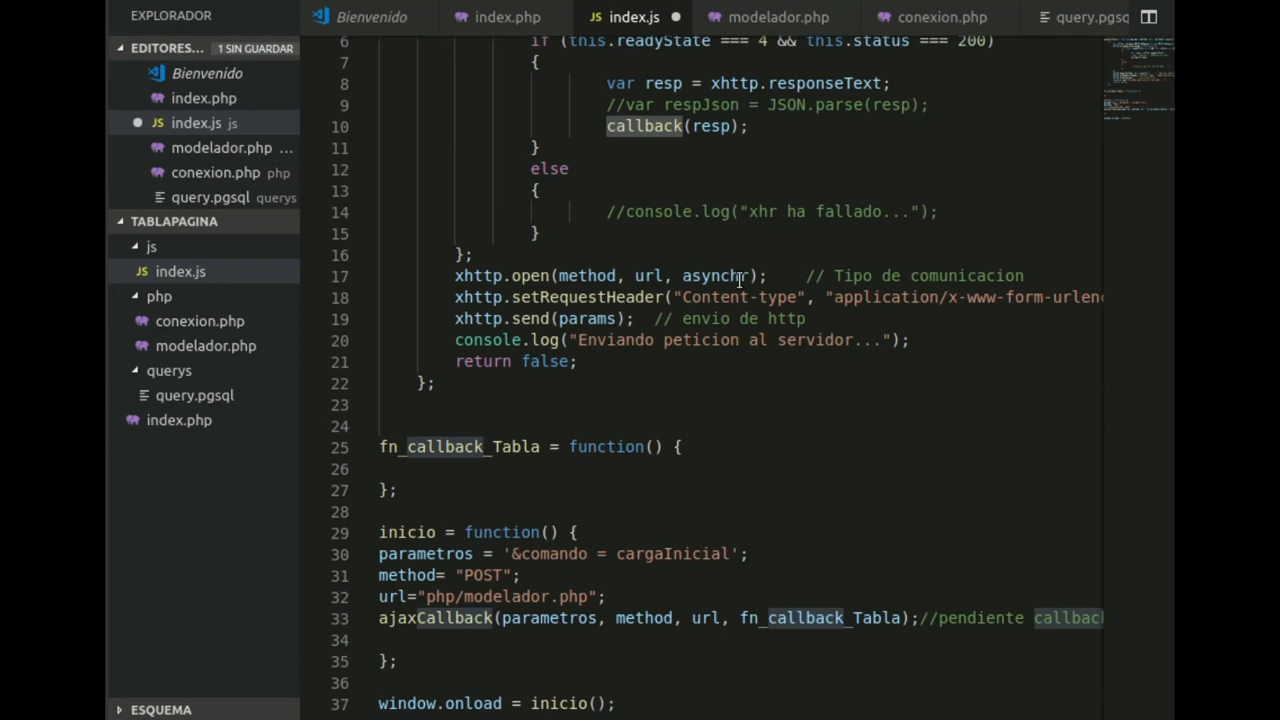 EXPLORADOR
EDITORES... 1 SIN GUARDAR
Bienvenido
index.php
index.js js
modelador.php ...
conexion.php php
query.pgsql querys
TABLAPAGINA
js
JS index.js
php
conexion.php
modelador.php
querys
query.pgsql
index.php
ESQUEMA
Bienvenido
index.php
JS index.js
modelador.php
conexion.php
query.pgsq
6 if (this.readyState === 4 && this.status === 200)
7 {
8 var resp = xhttp.responseText;
9 //var respJson = JSON.parse(resp);
10 callback(resp);
11 }
12 else
13 {
14 //console.log("xhr ha fallado...");
15 }
16 };
17 xhttp.open(method, url, asynchr); // Tipo de comunicacion
18 xhttp.setRequestHeader("Content-type", "application/x-www-form-urlenc
19 xhttp.send(params); // envio de http
20 console.log("Enviando peticion al servidor...");
21 return false;
22 };
23
24
25 fn_callback_Tabla = function() {
26
27 };
28
29 inicio = function() {
30 parametros = '&comando = cargaInicial';
31 method= "POST";
32 url="php/modelador.php";
33 ajaxCallback(parametros, method, url, fn_callback_Tabla);//pendiente callbac
34
35 };
36
37 window.onload = inicio();